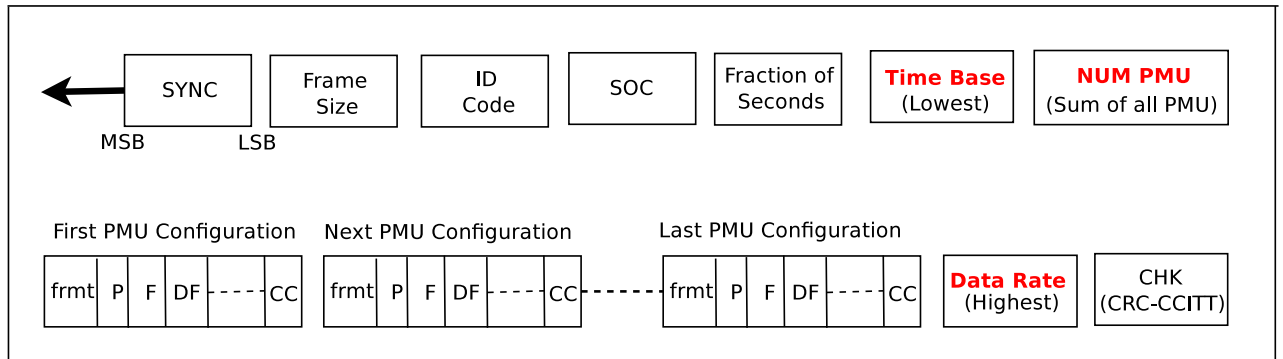 SYNC
Frame
Size
ID
Code
SOC
Fraction of
Seconds
Time Base
(Lowest)
NUM PMU
(Sum of all PMU)
MSB
LSB
First PMU Configuration
Next PMU Configuration
Last PMU Configuration
frmt P F DF CC
frmt P F DF CC
frmt P F DF CC
Data Rate
(Highest)
CHK
(CRC-CCITT)